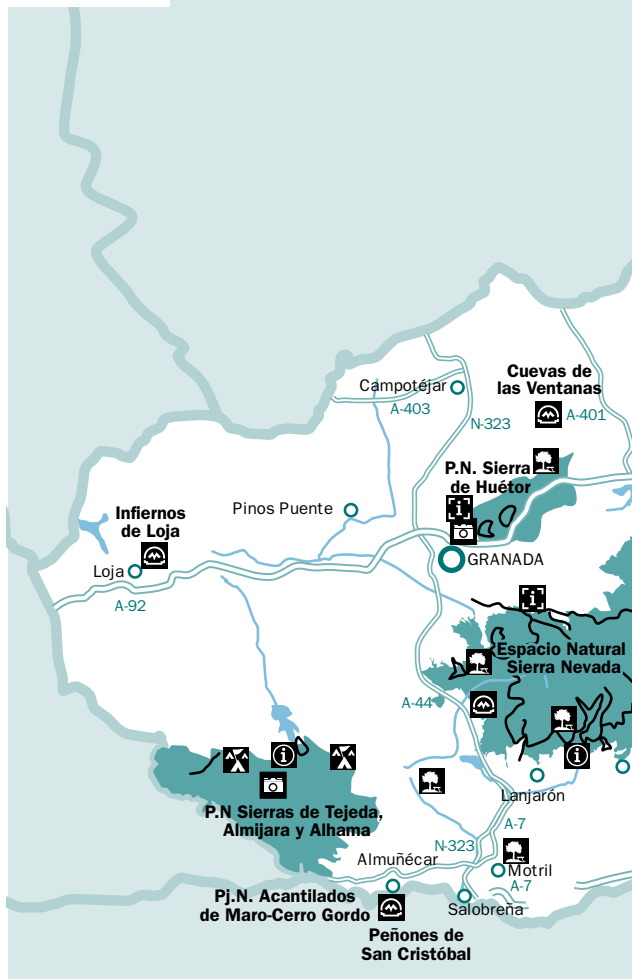 Cuevas de
las Ventanas
Campotéjar
A-403
N-323
A-401
P.N. Sierra
de Huétor
Infiernos
de Loja
Pinos Puente
GRANADA
Loja
A-92
Espacio Natural
Sierra Nevada
A-44
Lanjarón
P.N Sierras de Tejeda,
Almijara y Alhama
A-7
N-323
Almuñécar
Motril
A-7
Pj.N. Acantilados
de Maro-Cerro Gordo
Salobreña
Peñones de
San Cristóbal